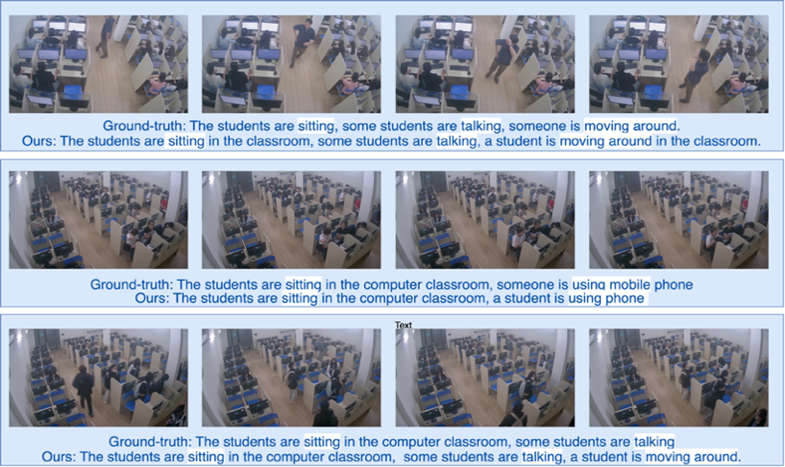 Ground-truth: The students are sitting, some students are talking, someone is moving around.
Ours: The students are sitting in the classroom, some students are talking, a student is moving around in the classroom.
Ground-truth: The students are sitting in the computer classroom, someone is using mobile phone
Ours: The students are sitting in the computer classroom, a student is using phone
Text
Ground-truth: The students are sitting in the computer classroom, some students are talking
Ours: The students are sitting in the computer classroom, some students are talking, a student is moving around.